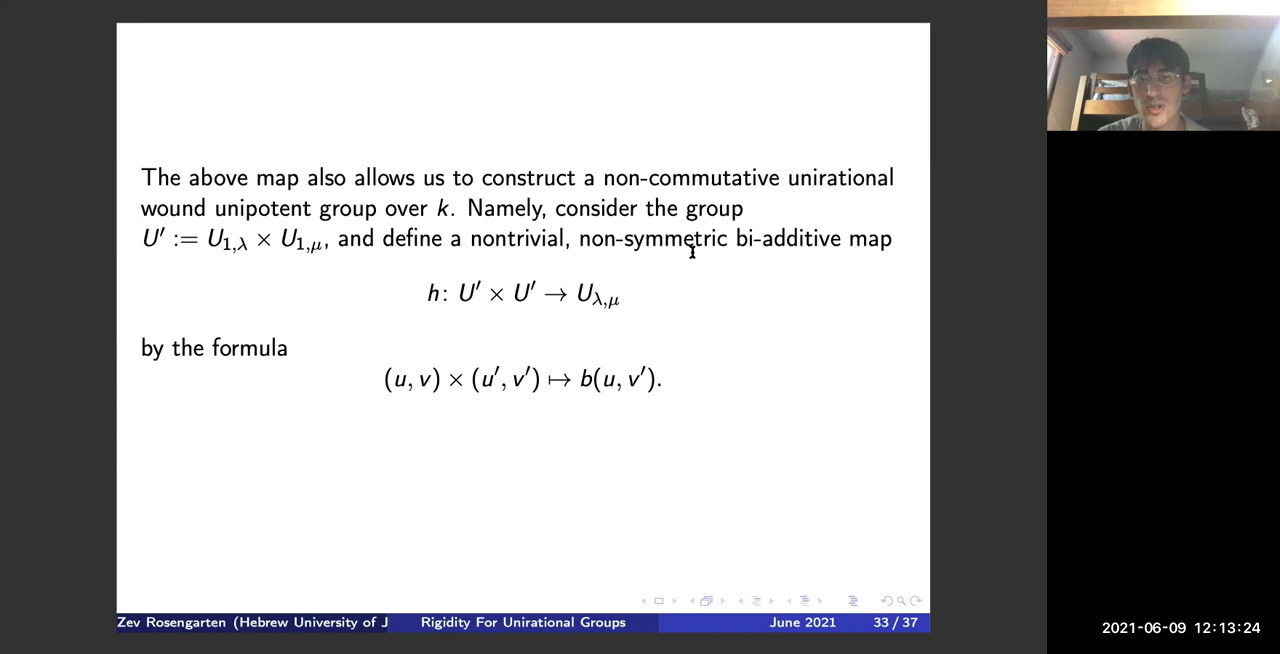 The above map also allows us to construct a non-commutative unirational
wound unipotent group over k. Namely, consider the group
U′ := U₁,λ × U₁,μ, and define a nontrivial, non-symmetric bi-additive map
h: U′ × U′ → Uλ,μ
by the formula
(u, v) × (u′, v′) ↦ b(u, v′).
Zev Rosengarten (Hebrew University of J
Rigidity For Unirational Groups
June 2021
33 / 37
2021-06-09 12:13:24